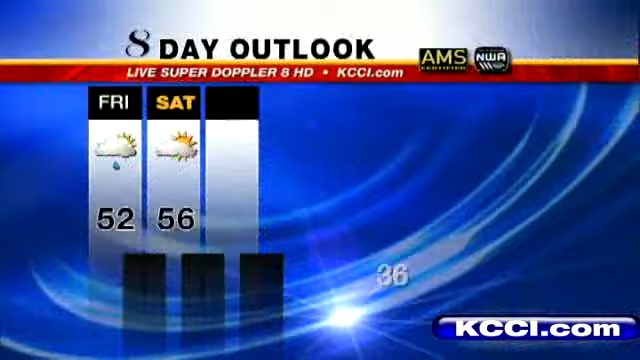 8 DAY OUTLOOK
LIVE SUPER DOPPLER 8 HD • KCCI.com
AMS
CERTIFIED
NWA
FRI
SAT
52
56
36
KCCI.com